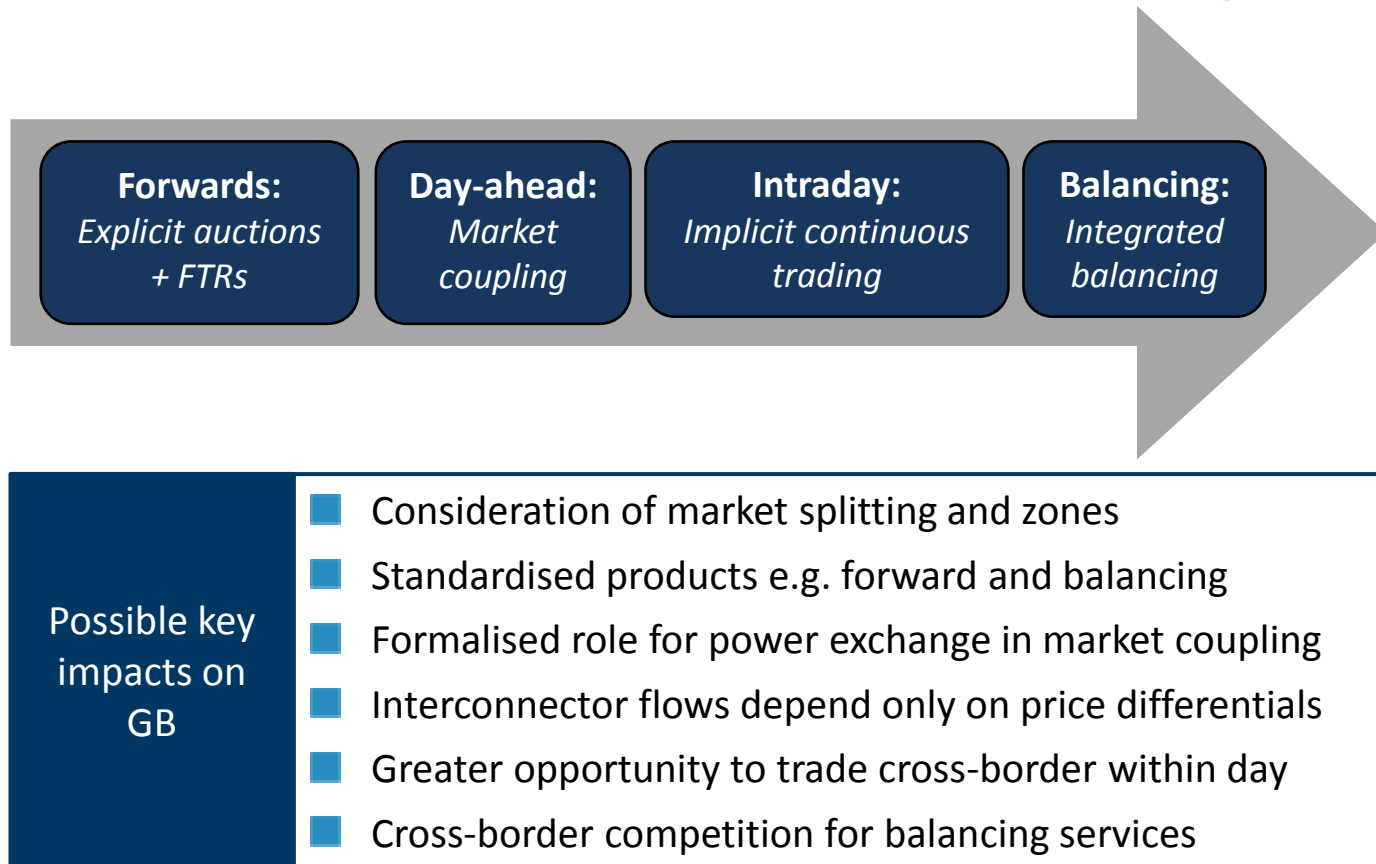 Forwards:
Explicit auctions
+ FTRs
Day-ahead:
Market
coupling
Intraday:
Implicit continuous
trading
Balancing:
Integrated
balancing
Possible key
impacts on
GB
Consideration of market splitting and zones
Standardised products e.g. forward and balancing
Formalised role for power exchange in market coupling
Interconnector flows depend only on price differentials
Greater opportunity to trade cross-border within day
Cross-border competition for balancing services